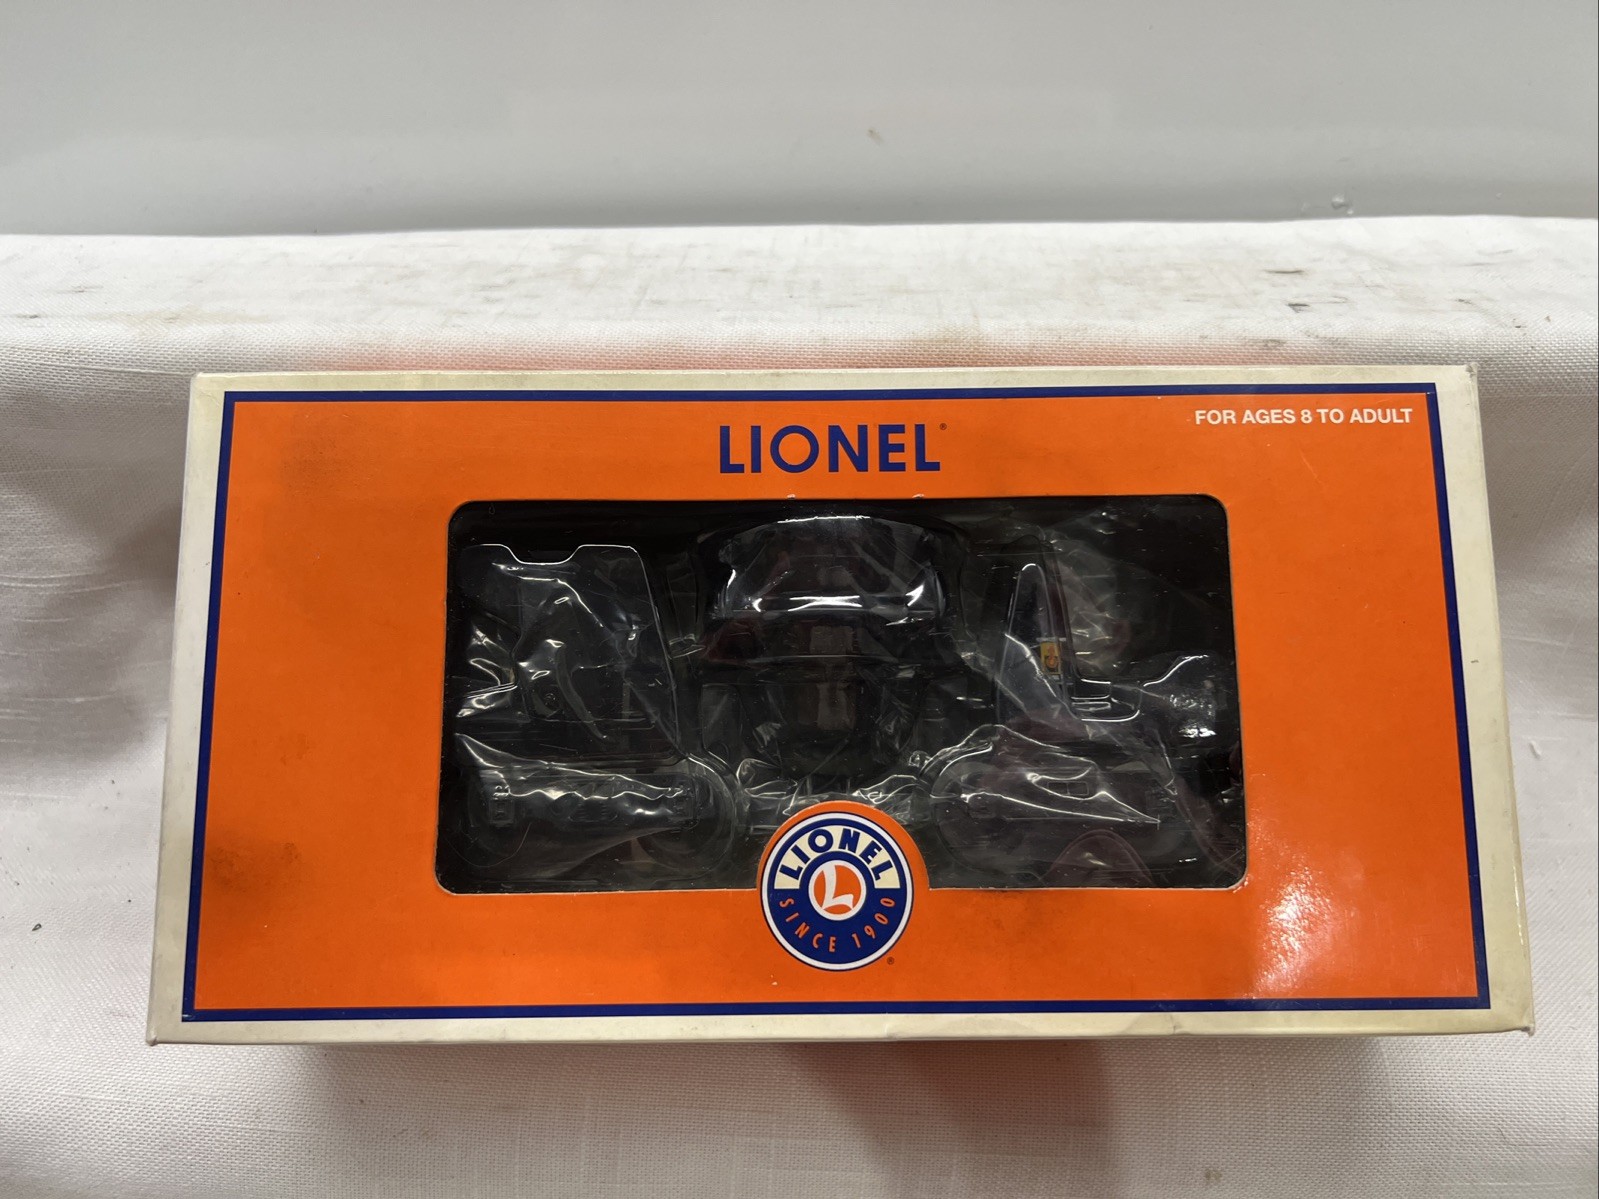 FOR AGES 8 TO ADULT
LIONEL®
LIONEL
L
SINCE 1900
®